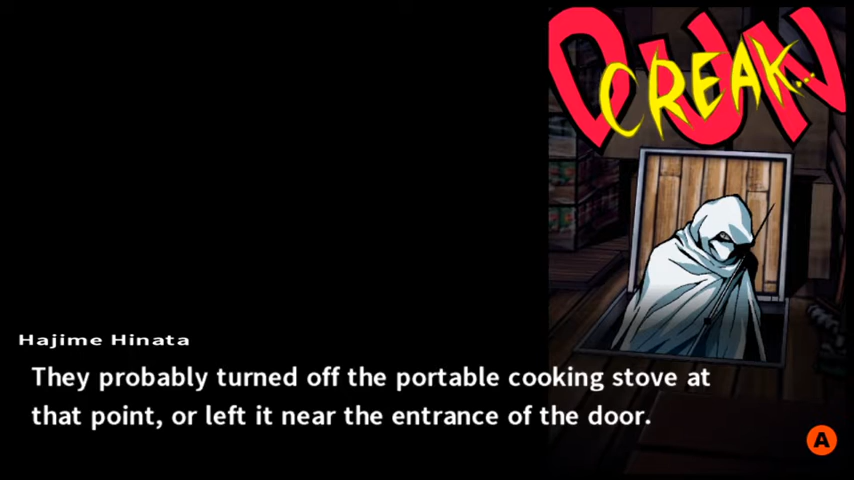 DUN
CREAK...
Hajime Hinata
They probably turned off the portable cooking stove at
that point, or left it near the entrance of the door.
A